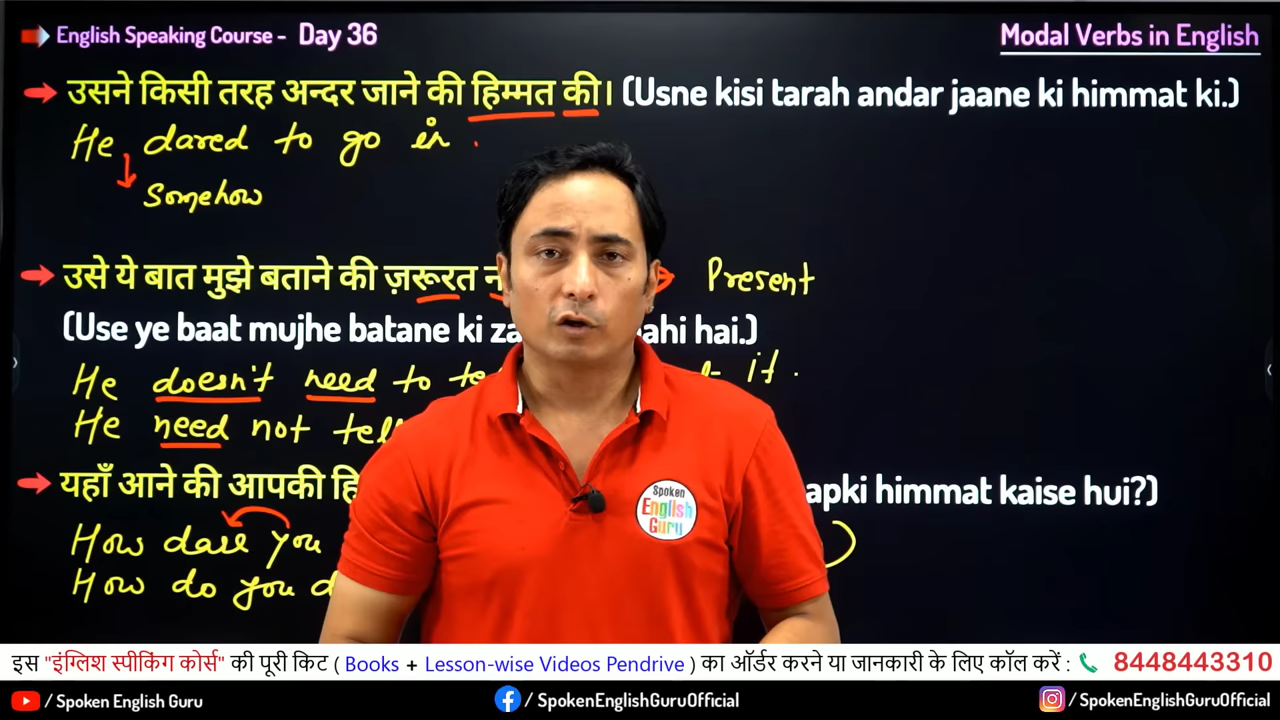 English Speaking Course - Day 36
Modal Verbs in English
उसने किसी तरह अन्दर जाने की हिम्मत की। (Usne kisi tarah andar jaane ki himmat ki.)
He dared to go in .
Somehow
उसे ये बात मुझे बताने की ज़रूरत Present
(Use ye baat mujhe batane ki ahi hai.)
He doesn't need to it .
He need not tell
यहाँ आने की आपकी apki himmat kaise hui?)
How dare you
How do you
Spoken English Guru
इस "इंग्लिश स्पीकिंग कोर्स" की पूरी किट ( Books + Lesson-wise Videos Pendrive ) का ऑर्डर करने या जानकारी के लिए कॉल करें : 8448443310
/ Spoken English Guru
/ SpokenEnglishGuruOfficial
/ SpokenEnglishGuruOfficial